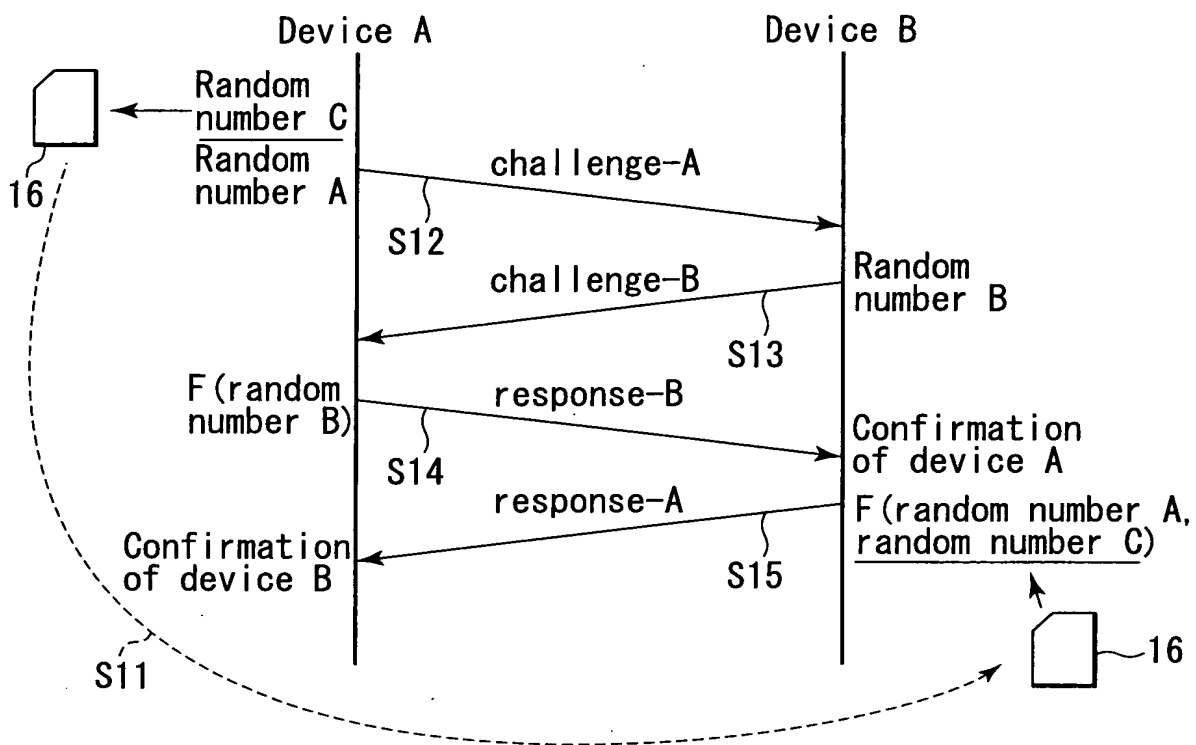 Device A
Device B
Random
number C
16
Random
number A
challenge-A
S12
challenge-B
Random
number B
S13
F(random
number B)
response-B
S14
Confirmation
of device A
response-A
F(random number A,
random number C)
Confirmation
of device B
S15
S11
16